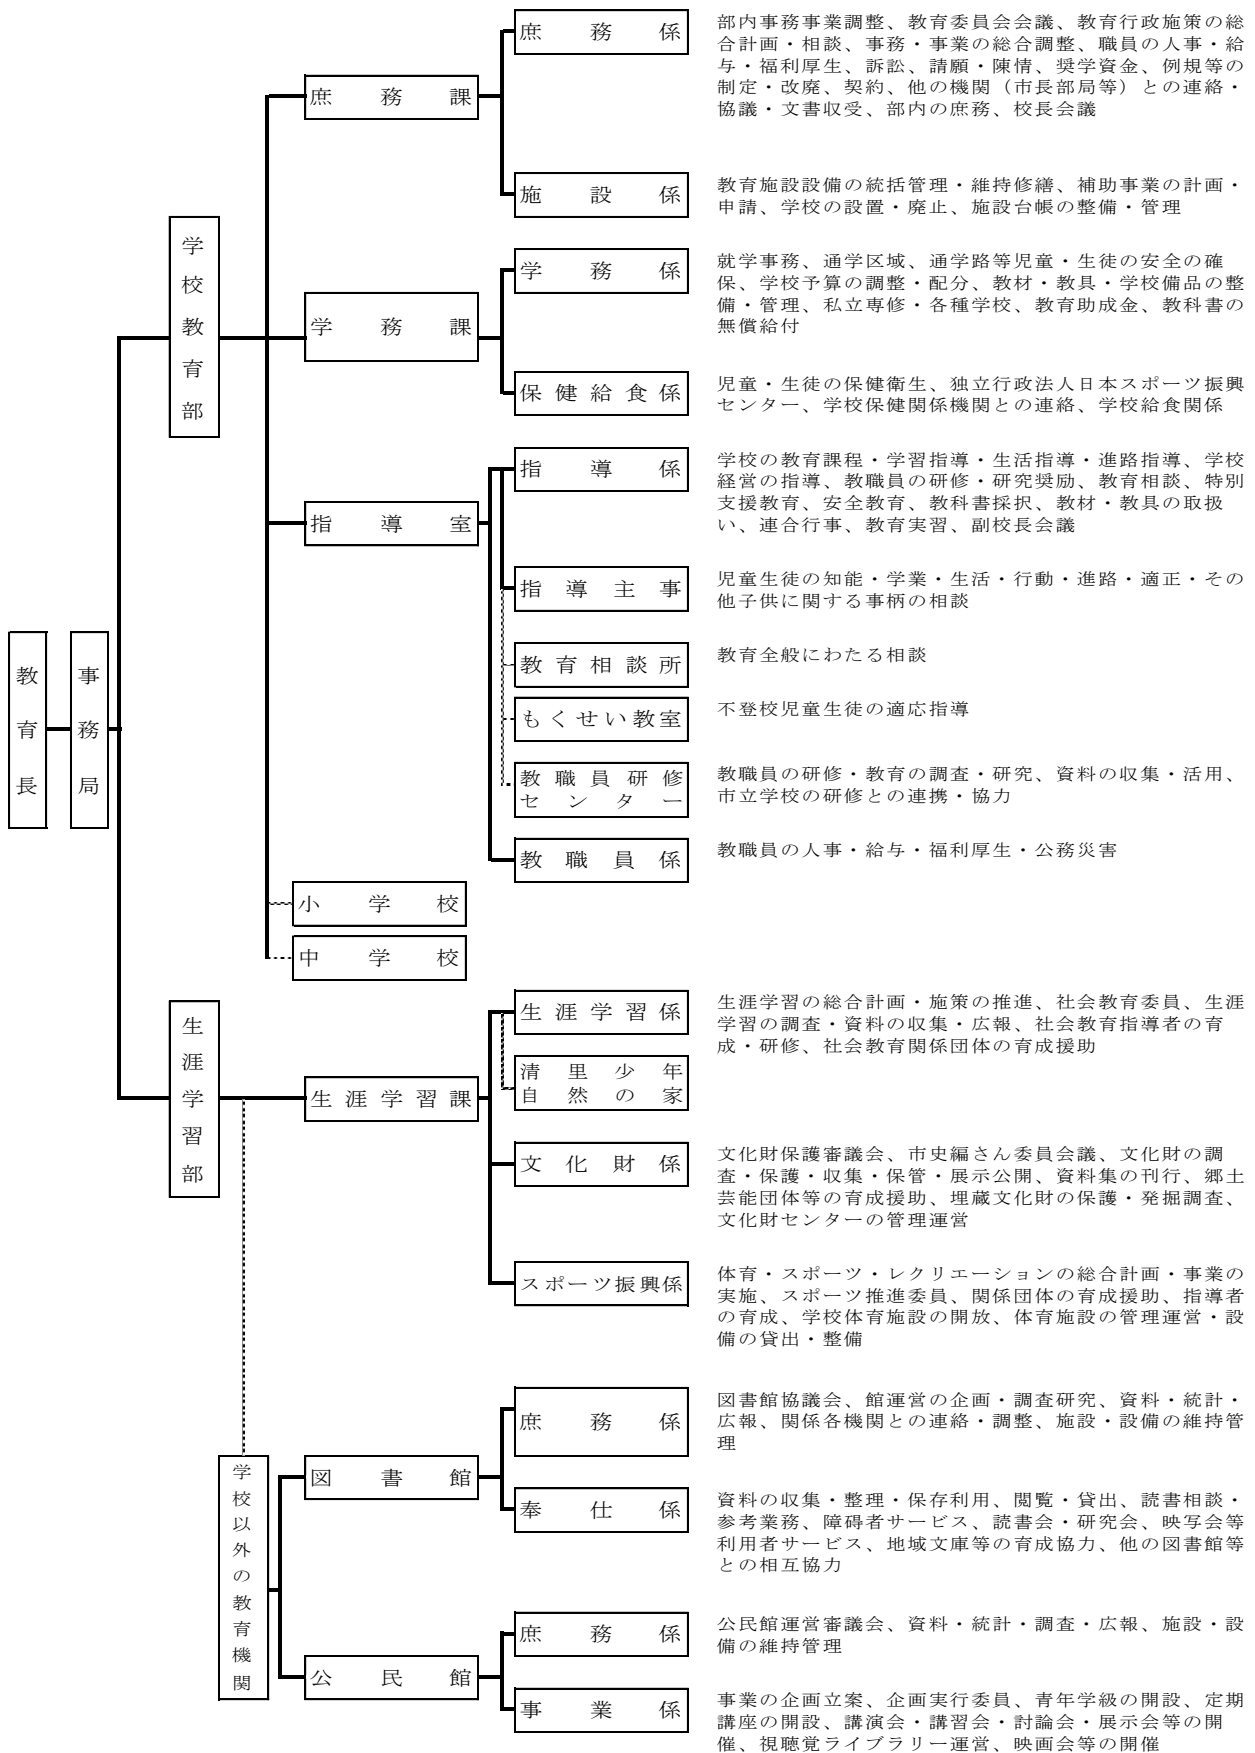 教育長
事務局
学校教育部
庶務課
庶務係
部内事務事業調整、教育委員会会議、教育行政施策の総
合計画・相談、事務・事業の総合調整、職員の人事・給
与・福利厚生、訴訟、請願・陳情、奨学資金、例規等の
制定・改廃、契約、他の機関（市長部局等）との連絡・
協議・文書収受、部内の庶務、校長会議
施設係
教育施設設備の統括管理・維持修繕、補助事業の計画・
申請、学校の設置・廃止、施設台帳の整備・管理
学務課
学務係
就学事務、通学区域、通学路等児童・生徒の安全の確
保、学校予算の調整・配分、教材・教具・学校備品の整
備・管理、私立専修・各種学校、教育助成金、教科書の
無償給付
保健給食係
児童・生徒の保健衛生、独立行政法人日本スポーツ振興
センター、学校保健関係機関との連絡、学校給食関係
指導室
指導係
学校の教育課程・学習指導・生活指導・進路指導、学校
経営の指導、教職員の研修・研究奨励、教育相談、特別
支援教育、安全教育、教科書採択、教材・教具の取扱
い、連合行事、教育実習、副校長会議
指導主事
児童生徒の知能・学業・生活・行動・進路・適正・その
他子供に関する事柄の相談
教育相談所
教育全般にわたる相談
もくせい教室
不登校児童生徒の適応指導
教職員研修
センター
教職員の研修・教育の調査・研究、資料の収集・活用、
市立学校の研修との連携・協力
教職員係
教職員の人事・給与・福利厚生・公務災害
小学校
中学校
生涯学習部
生涯学習課
生涯学習係
生涯学習の総合計画・施策の推進、社会教育委員、生涯
学習の調査・資料の収集・広報、社会教育指導者の育
成・研修、社会教育関係団体の育成援助
清里少年
自然の家
文化財係
文化財保護審議会、市史編さん委員会議、文化財の調
査・保護・収集・保管・展示公開、資料集の刊行、郷土
芸能団体等の育成援助、埋蔵文化財の保護・発掘調査、
文化財センターの管理運営
スポーツ振興係
体育・スポーツ・レクリエーションの総合計画・事業の
実施、スポーツ推進委員、関係団体の育成援助、指導者
の育成、学校体育施設の開放、体育施設の管理運営・設
備の貸出・整備
学校以外の教育機関
図書館
庶務係
図書館協議会、館運営の企画・調査研究、資料・統計・
広報、関係各機関との連絡・調整、施設・設備の維持管
理
奉仕係
資料の収集・整理・保存利用、閲覧・貸出、読書相談・
参考業務、障碍者サービス、読書会・研究会、映写会等
利用者サービス、地域文庫等の育成協力、他の図書館等
との相互協力
公民館
庶務係
公民館運営審議会、資料・統計・調査・広報、施設・設
備の維持管理
事業係
事業の企画立案、企画実行委員、青年学級の開設、定期
講座の開設、講演会・講習会・討論会・展示会等の開
催、視聴覚ライブラリー運営、映画会等の開催